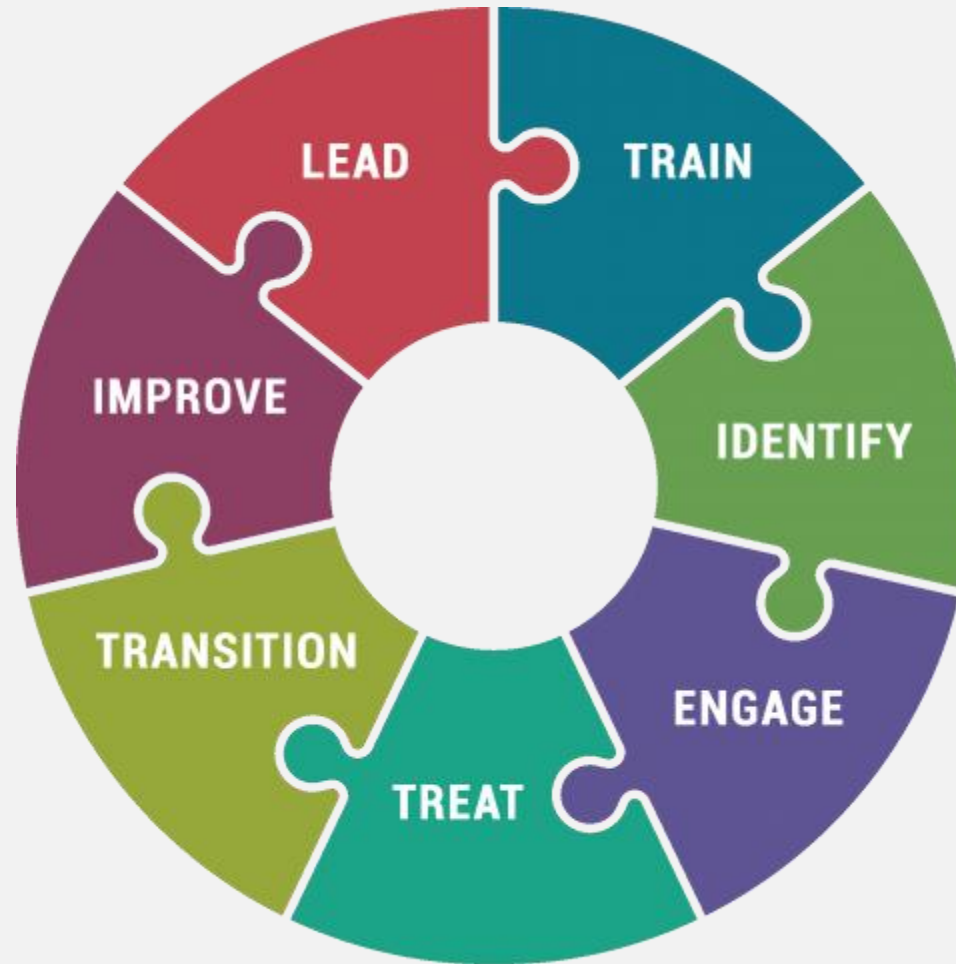 LEAD
TRAIN
IDENTIFY
ENGAGE
TREAT
TRANSITION
IMPROVE